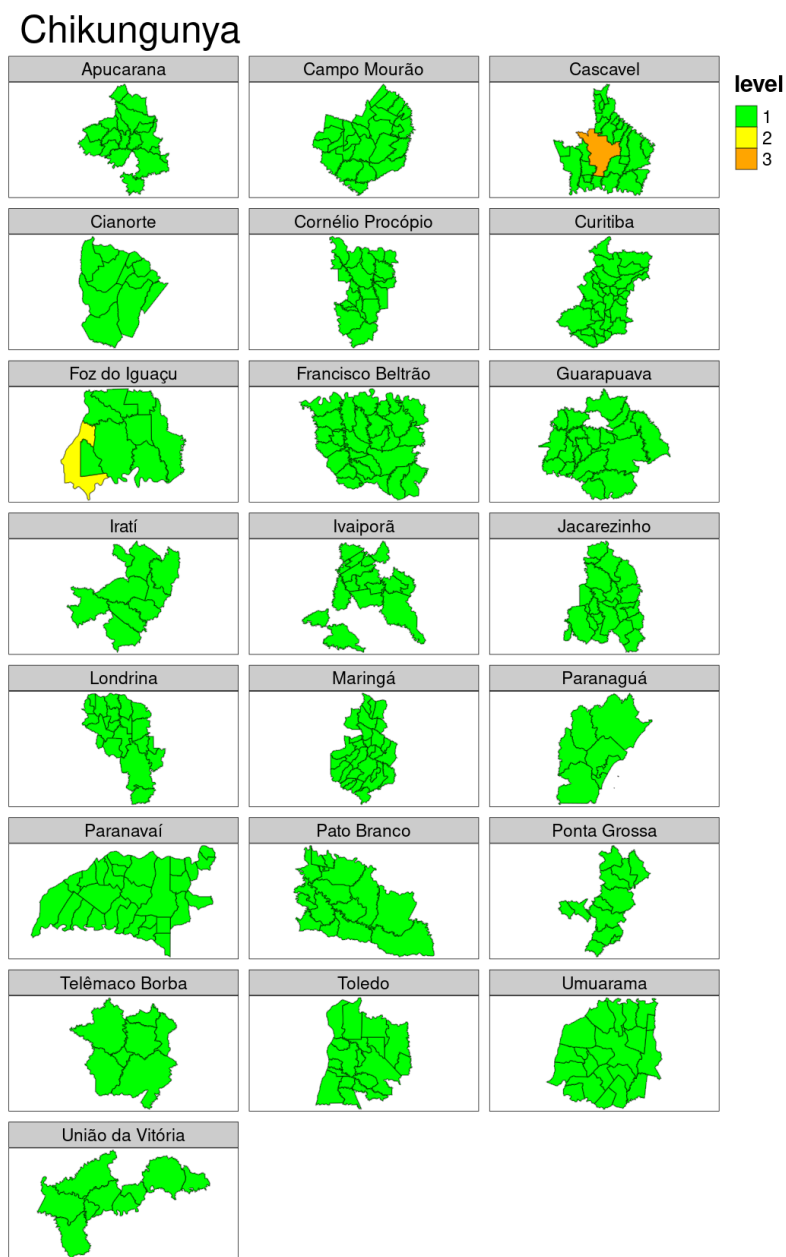 Chikungunya
Apucarana
Campo Mourão
Cascavel
level
1
2
3
Cianorte
Cornélio Procópio
Curitiba
Foz do Iguaçu
Francisco Beltrão
Guarapuava
Iratí
Ivaiporã
Jacarezinho
Londrina
Maringá
Paranaguá
Paranavaí
Pato Branco
Ponta Grossa
Telêmaco Borba
Toledo
Umuarama
União da Vitória